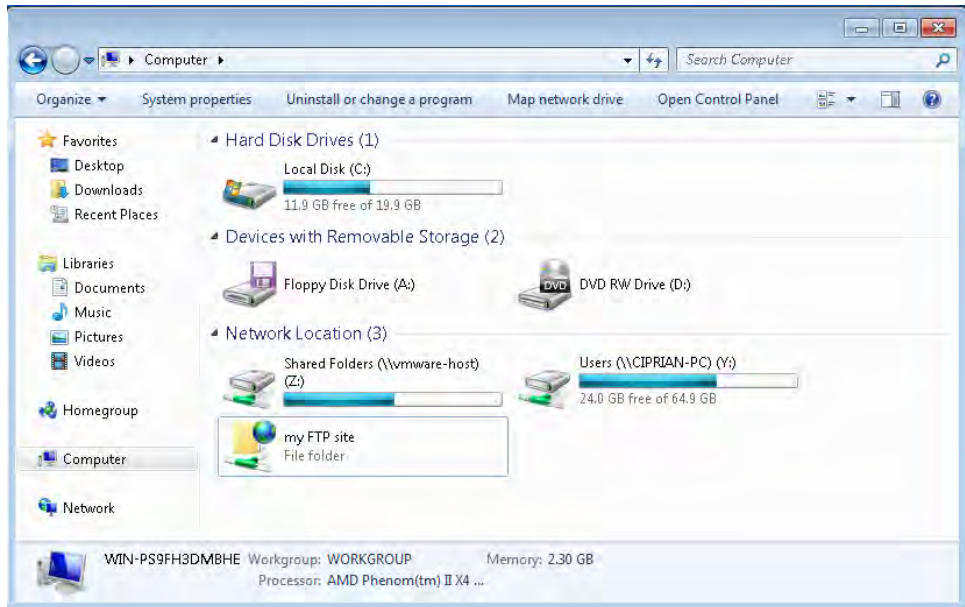 Computer
Search Computer
Organize System properties Uninstall or change a program Map network drive Open Control Panel
Favorites
Desktop
Downloads
Recent Places
Libraries
Documents
Music
Pictures
Videos
Homegroup
Computer
Network
Hard Disk Drives (1)
Local Disk (C:)
11.9 GB free of 19.9 GB
Devices with Removable Storage (2)
Floppy Disk Drive (A:)
DVD
DVD RW Drive (D:)
Network Location (3)
Shared Folders (\\vmware-host)
(Z:)
Users (\\CIPRIAN-PC) (Y:)
24.0 GB free of 64.9 GB
my FTP site
File folder
WIN-PS9FH3DMBHE Workgroup: WORKGROUP Memory: 2.30 GB
Processor: AMD Phenom(tm) II X4 ...